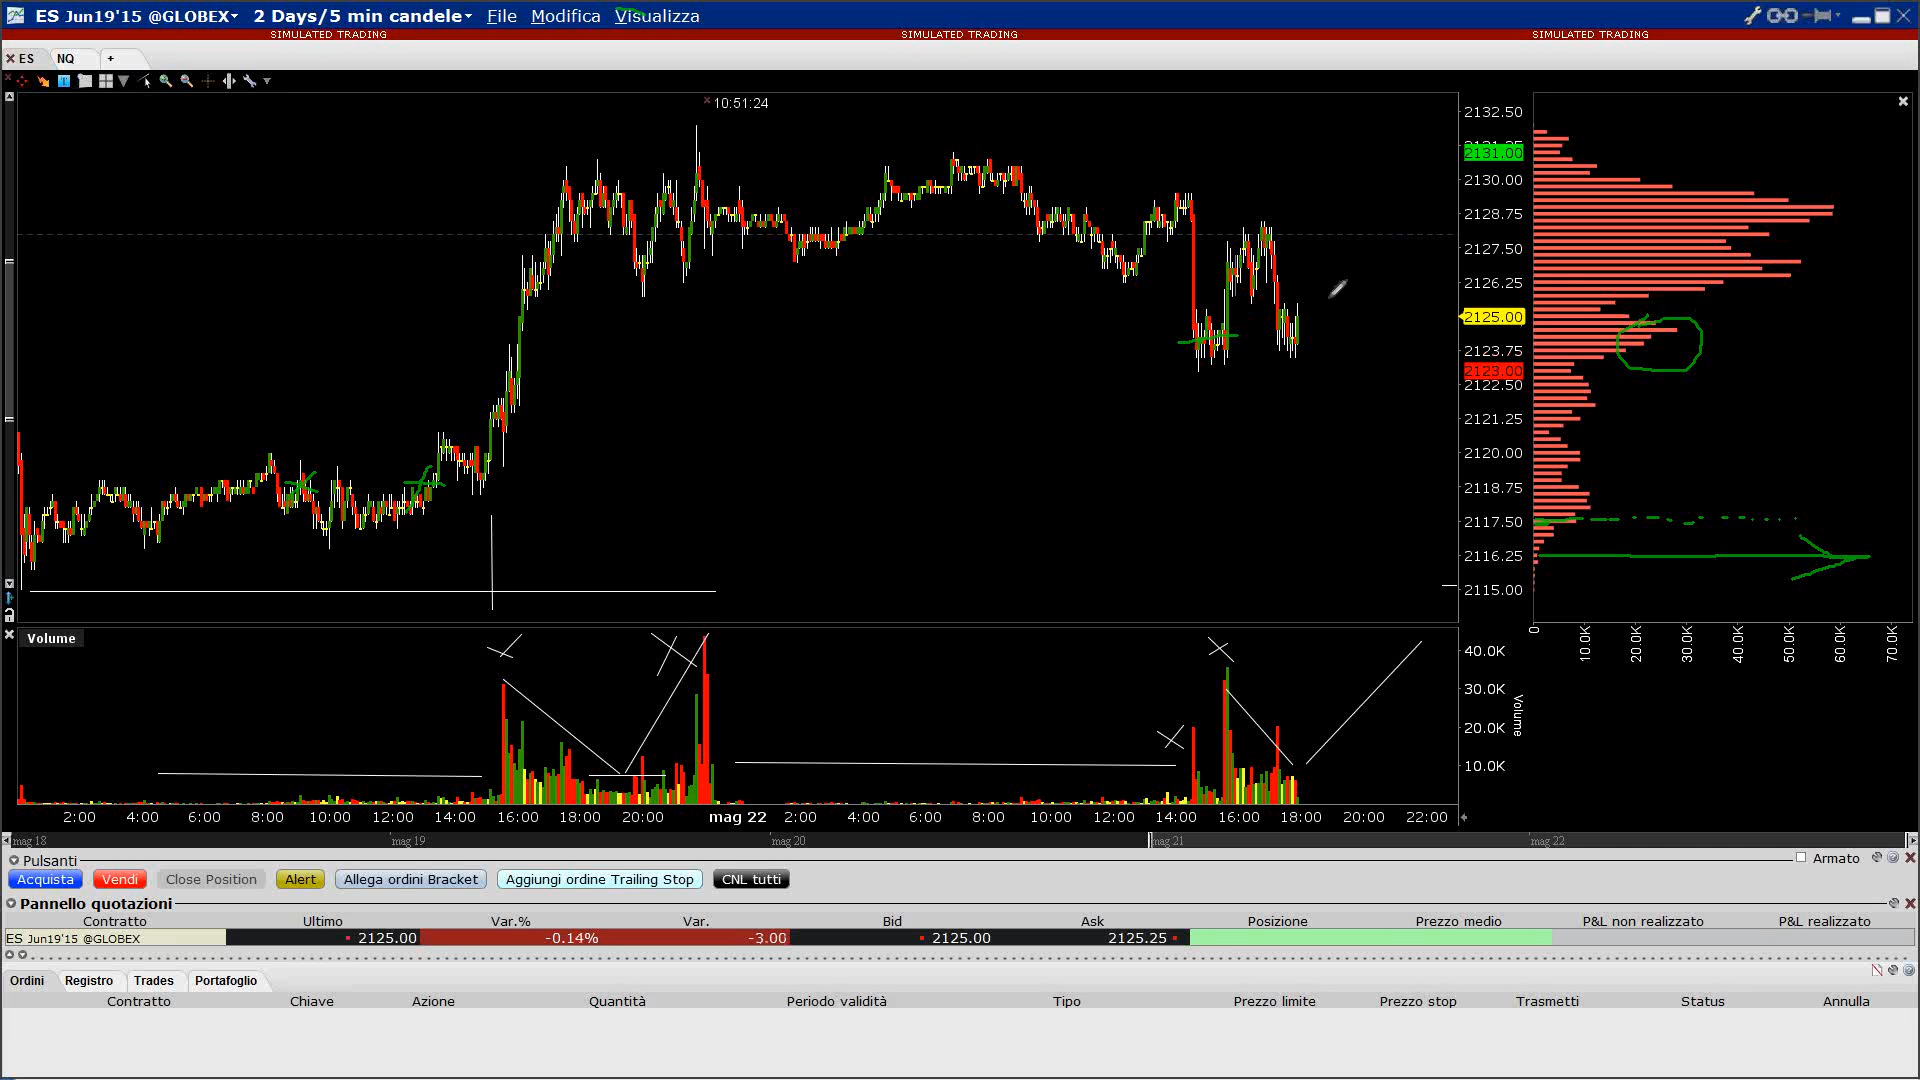 ES Jun19'15 @GLOBEX 2 Days/5 min candele File Modifica Visualizza
SIMULATED TRADING SIMULATED TRADING SIMULATED TRADING
ES NQ +
10:51:24
2132.50
2131.00
2130.00
2128.75
2127.50
2126.25
2125.00
2123.75
2123.00
2122.50
2121.25
2120.00
2118.75
2117.50
2116.25
2115.00
0 10.0K 20.0K 30.0K 40.0K 50.0K 60.0K 70.0K
Volume
40.0K
30.0K
20.0K
10.0K
Volume
2:00 4:00 6:00 8:00 10:00 12:00 14:00 16:00 18:00 20:00 mag 22 2:00 4:00 6:00 8:00 10:00 12:00 14:00 16:00 18:00 20:00 22:00
mag 18 mag 19 mag 20 mag 21 mag 22
Pulsanti Armato
Acquista Vendi Close Position Alert Allega ordini Bracket Aggiungi ordine Trailing Stop CNL tutti
Pannello quotazioni
Contratto Ultimo Var.% Var. Bid Ask Posizione Prezzo medio P&L non realizzato P&L realizzato
ES Jun19'15 @GLOBEX 2125.00 -0.14% -3.00 2125.00 2125.25
Ordini Registro Trades Portafoglio
Contratto Chiave Azione Quantità Periodo validità Tipo Prezzo limite Prezzo stop Trasmetti Status Annulla